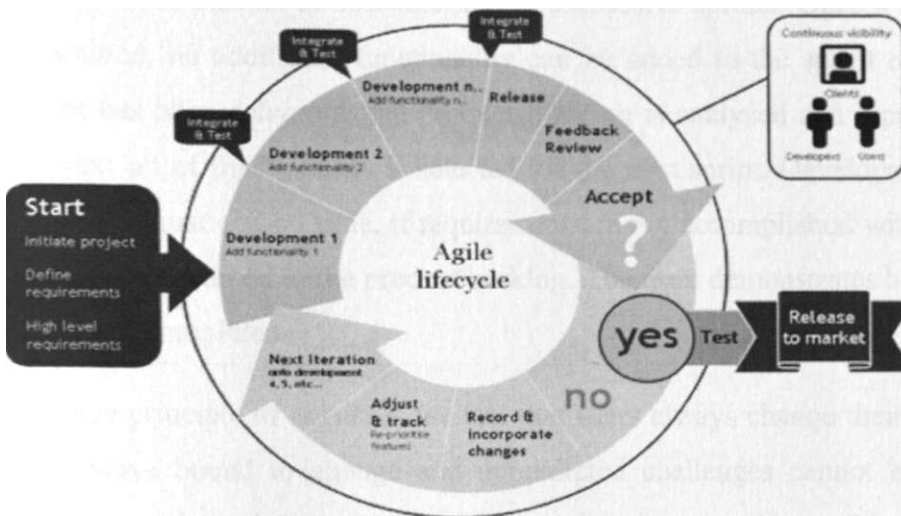 Integrate
& Test
Integrate
& Test
Integrate
& Test
Continuous visibility
Clients
Developers
Users
Development n..
Add functionality n...
Release
Feedback
Review
Development 2
Add functionality 2
Accept
?
Start
Initiate project
Define
requirements
High level
requirements
Development 1
Add functionality 1
Agile
lifecycle
yes
Test
Release
to market
no
Next Iteration
onto development
4, 5, etc...
Adjust
& track
Re-prioritise
features
Record &
incorporate
changes